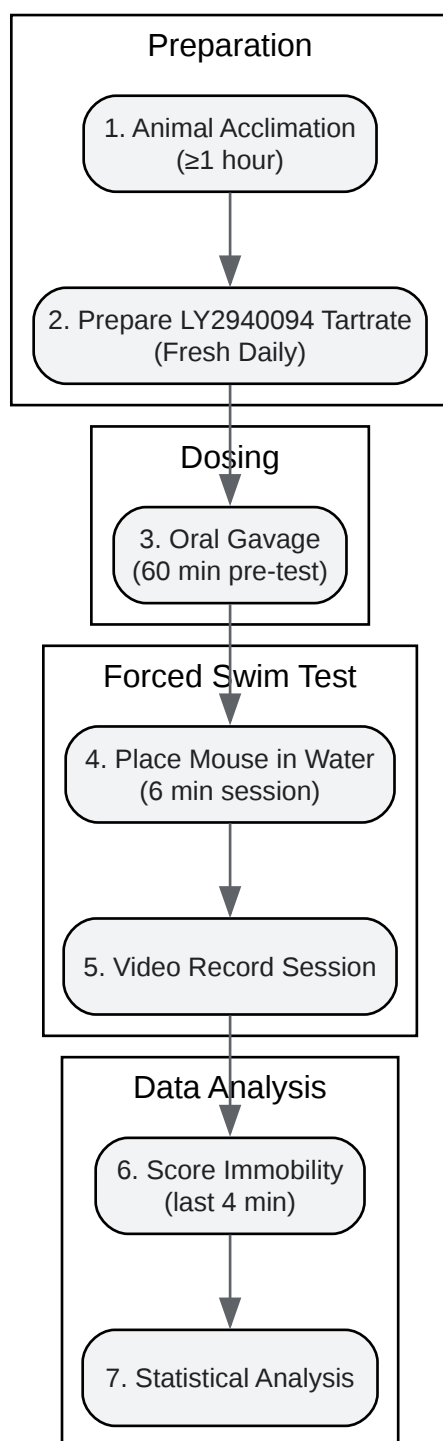 Preparation
1. Animal Acclimation
(≥1 hour)
2. Prepare LY2940094 Tartrate
(Fresh Daily)
Dosing
3. Oral Gavage
(60 min pre-test)
Forced Swim Test
4. Place Mouse in Water
(6 min session)
5. Video Record Session
Data Analysis
6. Score Immobility
(last 4 min)
7. Statistical Analysis